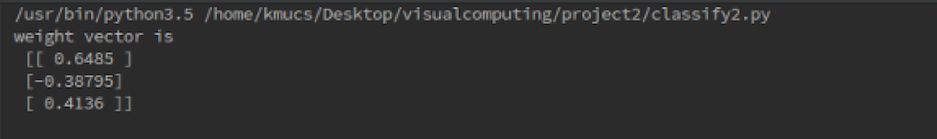 /usr/bin/python3.5 /home/kmucs/Desktop/visualcomputing/project2/classify2.py
weight vector is
[[ 0.6485 ]
[-0.38795]
[ 0.4136 ]]